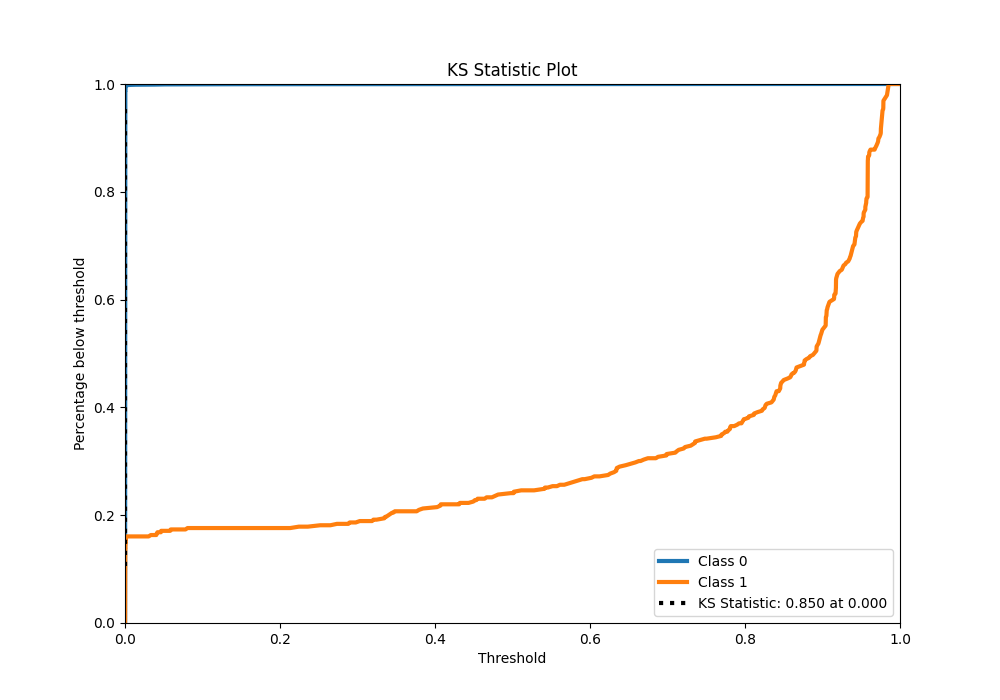 KS Statistic Plot
1.0
0.8
0.6
0.4
0.2
0.0
Percentage below threshold
0.0 0.2 0.4 0.6 0.8 1.0
Threshold
Class 0
Class 1
KS Statistic: 0.850 at 0.000